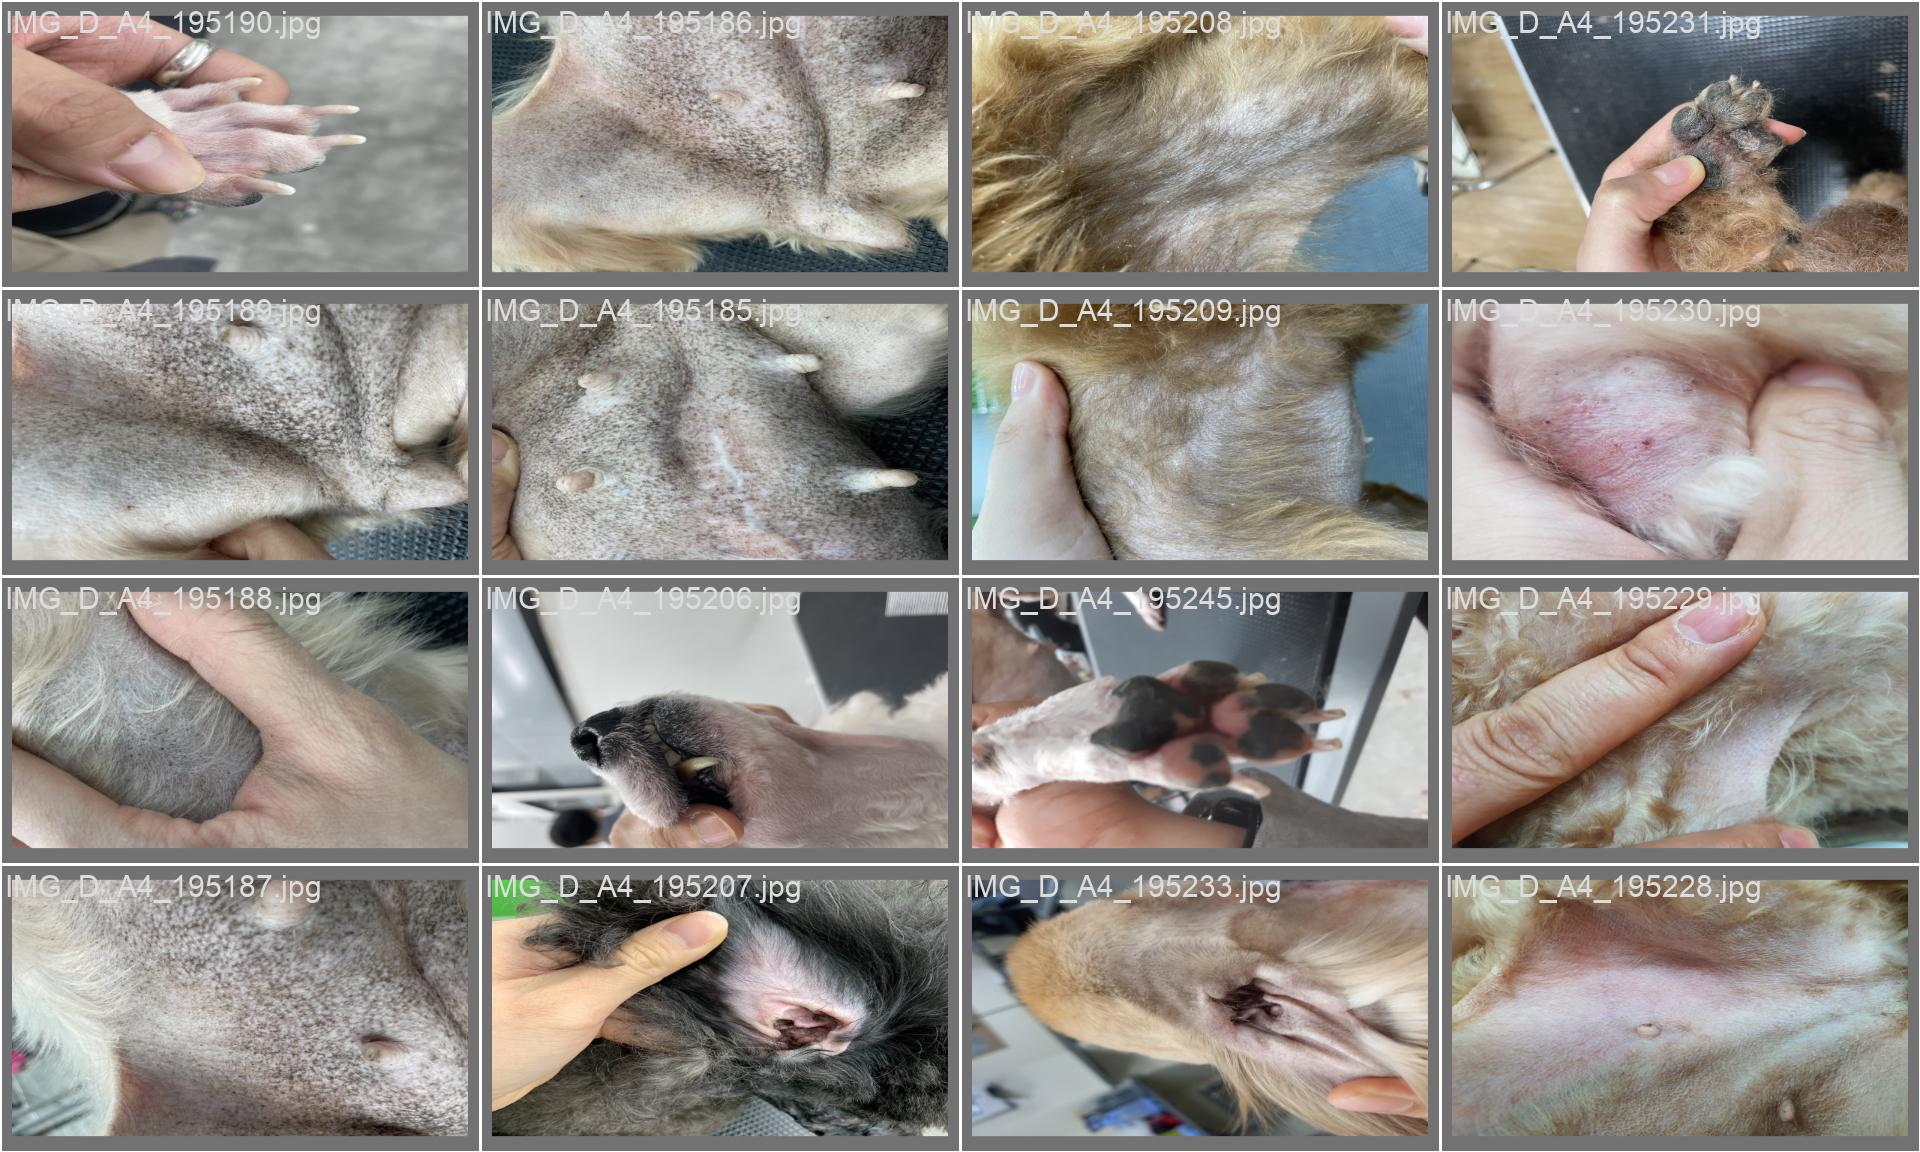 IMG_D_A4_195190.jpg
IMG_D_A4_195186.jpg
IMG_D_A4_195208.jpg
IMG_D_A4_195231.jpg
IMG_D_A4_195189.jpg
IMG_D_A4_195185.jpg
IMG_D_A4_195209.jpg
IMG_D_A4_195230.jpg
IMG_D_A4_195188.jpg
IMG_D_A4_195206.jpg
IMG_D_A4_195245.jpg
IMG_D_A4_195229.jpg
IMG_D_A4_195187.jpg
IMG_D_A4_195207.jpg
IMG_D_A4_195233.jpg
IMG_D_A4_195228.jpg